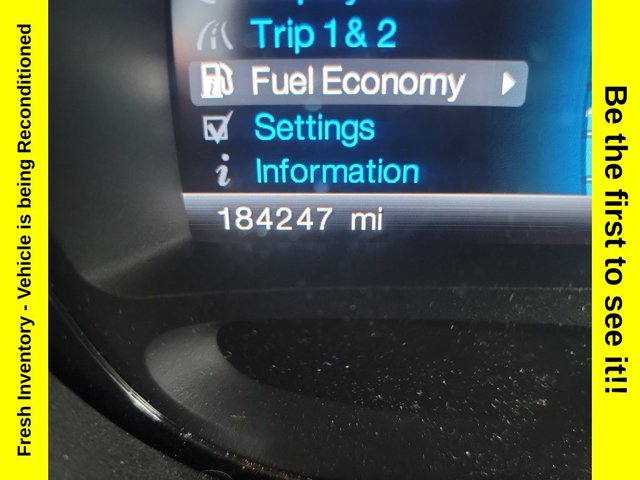 Fresh Inventory - Vehicle is being Reconditioned
Trip 1 & 2
Fuel Economy
Settings
Information
184247 mi
Be the first to see it!!